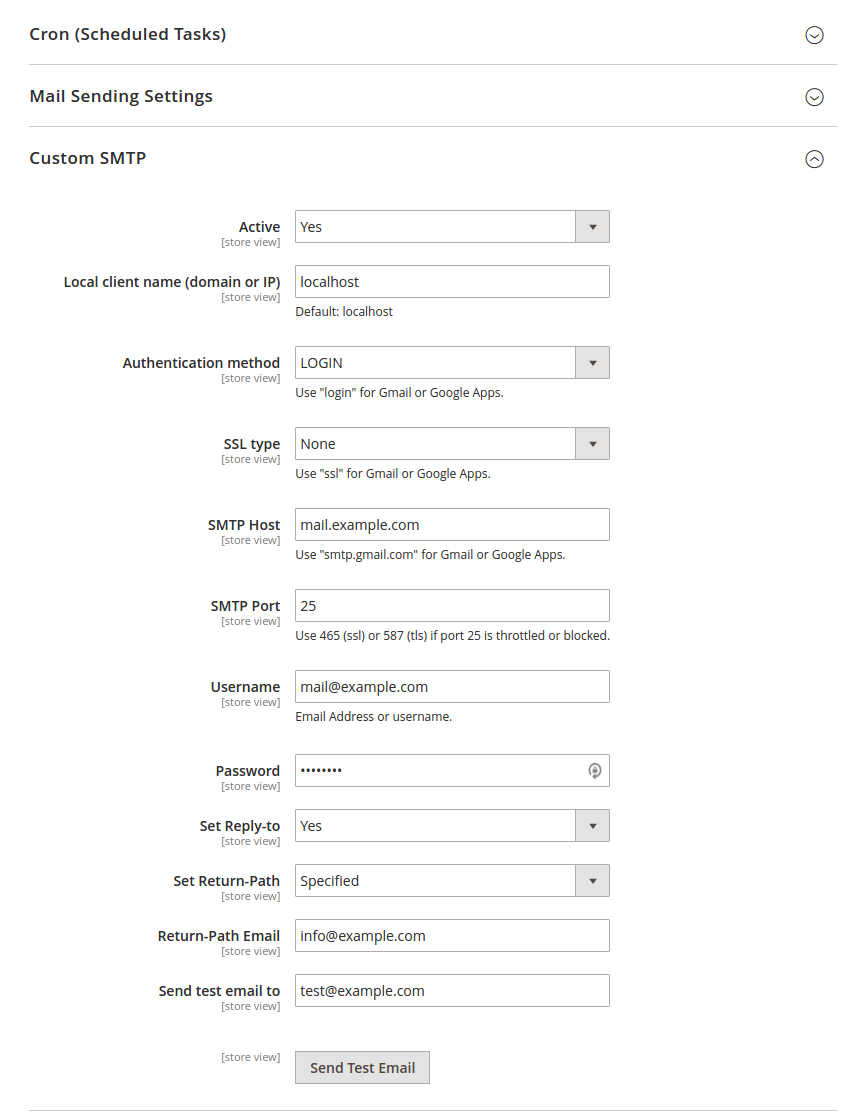 Cron (Scheduled Tasks)
Mail Sending Settings
Custom SMTP
Active
[store view]
Yes
Local client name (domain or IP)
[store view]
localhost
Default: localhost
Authentication method
[store view]
LOGIN
Use "login" for Gmail or Google Apps.
SSL type
[store view]
None
Use "ssl" for Gmail or Google Apps.
SMTP Host
[store view]
mail.example.com
Use "smtp.gmail.com" for Gmail or Google Apps.
SMTP Port
[store view]
25
Use 465 (ssl) or 587 (tls) if port 25 is throttled or blocked.
Username
[store view]
mail@example.com
Email Address or username.
Password
[store view]
••••••••
Set Reply-to
[store view]
Yes
Set Return-Path
[store view]
Specified
Return-Path Email
[store view]
info@example.com
Send test email to
[store view]
test@example.com
[store view]
Send Test Email